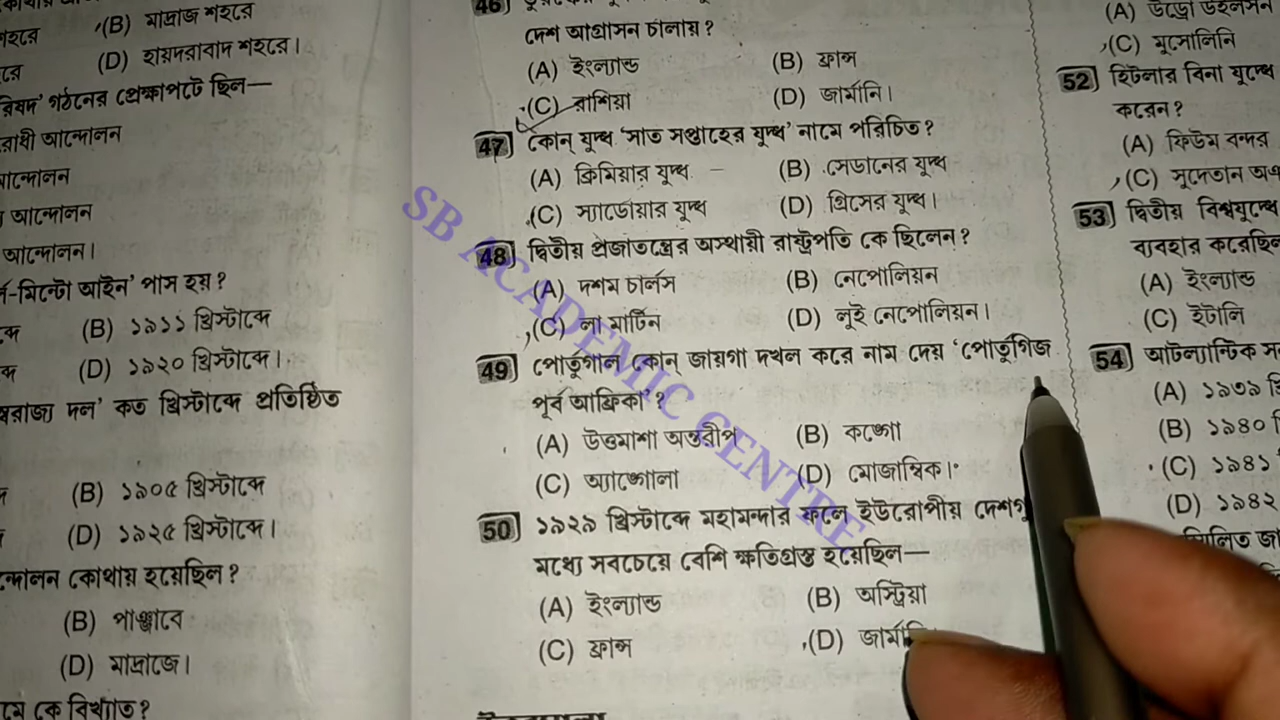 (B) মাদ্রাজ শহরে
শহরে
(D) হায়দরাবাদ শহরে।
গঠনের প্রেক্ষাপটে ছিল—
আন্দোলন
আন্দোলন
আন্দোলন
আন্দোলন।
-মিন্টো আইন' পাস হয়?
(B) ১৯১১ খ্রিস্টাব্দে
(D) ১৯২০ খ্রিস্টাব্দে।
দল' কত খ্রিস্টাব্দে প্রতিষ্ঠিত
(B) ১৯০৫ খ্রিস্টাব্দে
(D) ১৯২৫ খ্রিস্টাব্দে।
কোথায় হয়েছিল?
(B) পাঞ্জাবে
(D) মাদ্রাজে।
কে বিখ্যাত?
46
দেশ আগ্রাসন চালায়?
(A) ইংল্যান্ড (B) ফ্রান্স
(C) রাশিয়া (D) জার্মানি।
47 কোন্ যুদ্ধ 'সাত সপ্তাহের যুদ্ধ' নামে পরিচিত?
(A) ক্রিমিয়ার যুদ্ধ (B) সেডানের যুদ্ধ
(C) স্যাডোয়ার যুদ্ধ (D) গ্রিসের যুদ্ধ।
48 দ্বিতীয় প্রজাতন্ত্রের অস্থায়ী রাষ্ট্রপতি কে ছিলেন?
(A) দশম চার্লস (B) নেপোলিয়ন
(C) লা মার্টিন (D) লুই নেপোলিয়ন।
49 পোর্তুগাল কোন্ জায়গা দখল করে নাম দেয় 'পোর্তুগিজ
পূর্ব আফ্রিকা'?
(A) উত্তমাশা অন্তরীপ (B) কঙ্গো
(C) অ্যাঙ্গোলা (D) মোজাম্বিক।
50 ১৯২৯ খ্রিস্টাব্দে মহামন্দার ফলে ইউরোপীয়
মধ্যে সবচেয়ে বেশি ক্ষতিগ্রস্ত হয়েছিল—
(A) ইংল্যান্ড (B) অস্ট্রিয়া
(C) ফ্রান্স (D)
(A) উড্রো উইলসন
(C) মুসোলিনি
52 হিটলার বিনা যুদ্ধে
করেন?
(A) ফিউম বন্দর
(C) সুদেতান
53 দ্বিতীয় বিশ্বযুদ্ধে
ব্যবহার করেছিল
(A) ইংল্যান্ড
(C) ইটালি
54 আটল্যান্টিক
(A) ১৯৩৯
(B) ১৯৪০
(C) ১৯৪১
(D) ১৯৪২
SB ACADEMIC CENTRE